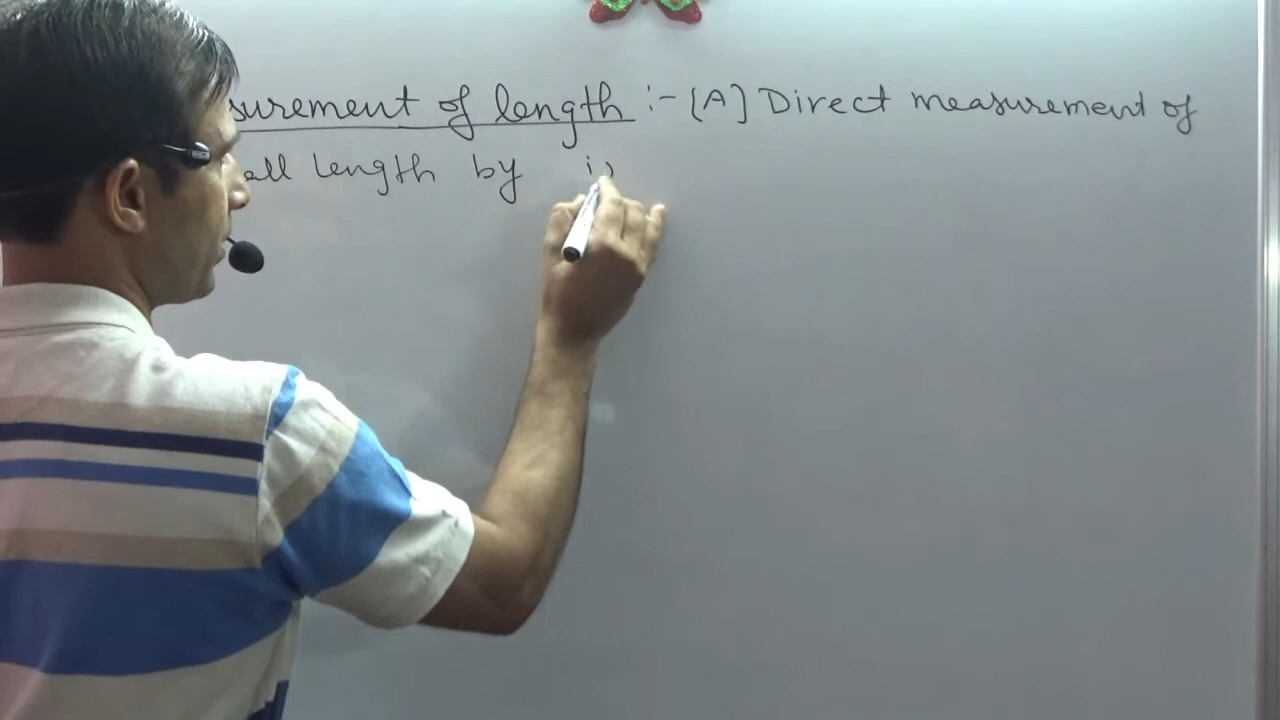 surement of length :- [A] Direct measurement of
all length by i)